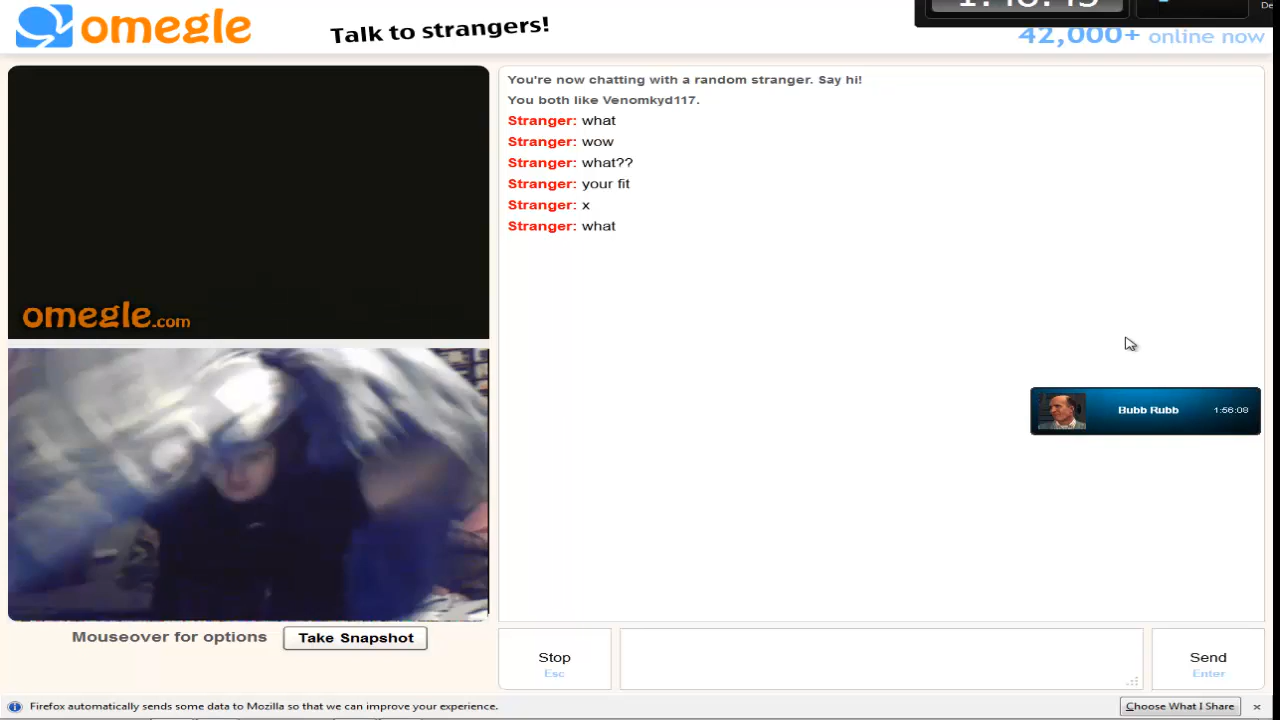 omegle
Talk to strangers!
42,000+ online now
You're now chatting with a random stranger. Say hi!
You both like Venomkyd117.
Stranger: what
Stranger: wow
Stranger: what??
Stranger: your fit
Stranger: x
Stranger: what
omegle.com
Bubb Rubb 1:56:09
Mouseover for options
Take Snapshot
Stop
Esc
Send
Enter
Firefox automatically sends some data to Mozilla so that we can improve your experience.
Choose What I Share
×